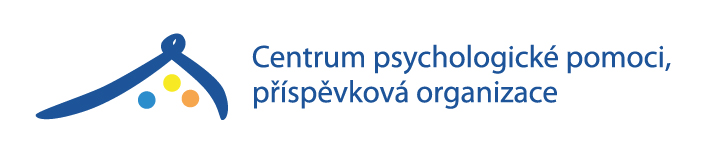 Centrum psychologické pomoci,
příspěvková organizace